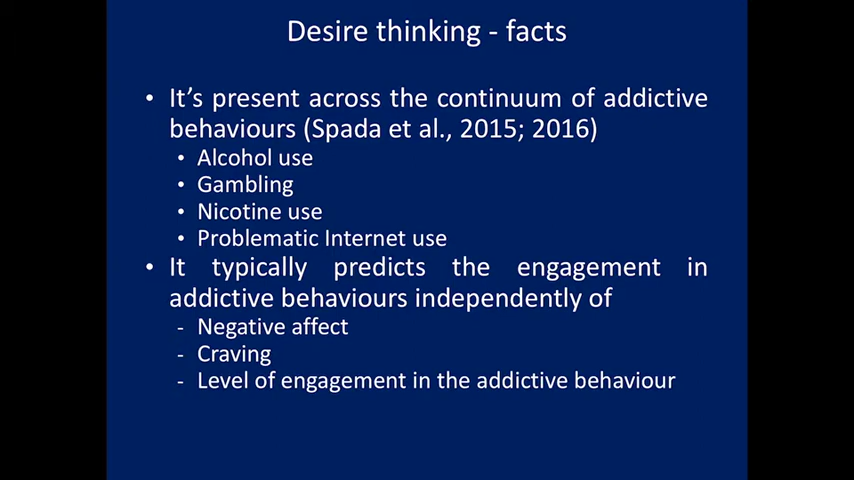 Desire thinking - facts
• It's present across the continuum of addictive
behaviours (Spada et al., 2015; 2016)
• Alcohol use
• Gambling
• Nicotine use
• Problematic Internet use
• It typically predicts the engagement in
addictive behaviours independently of
- Negative affect
- Craving
- Level of engagement in the addictive behaviour